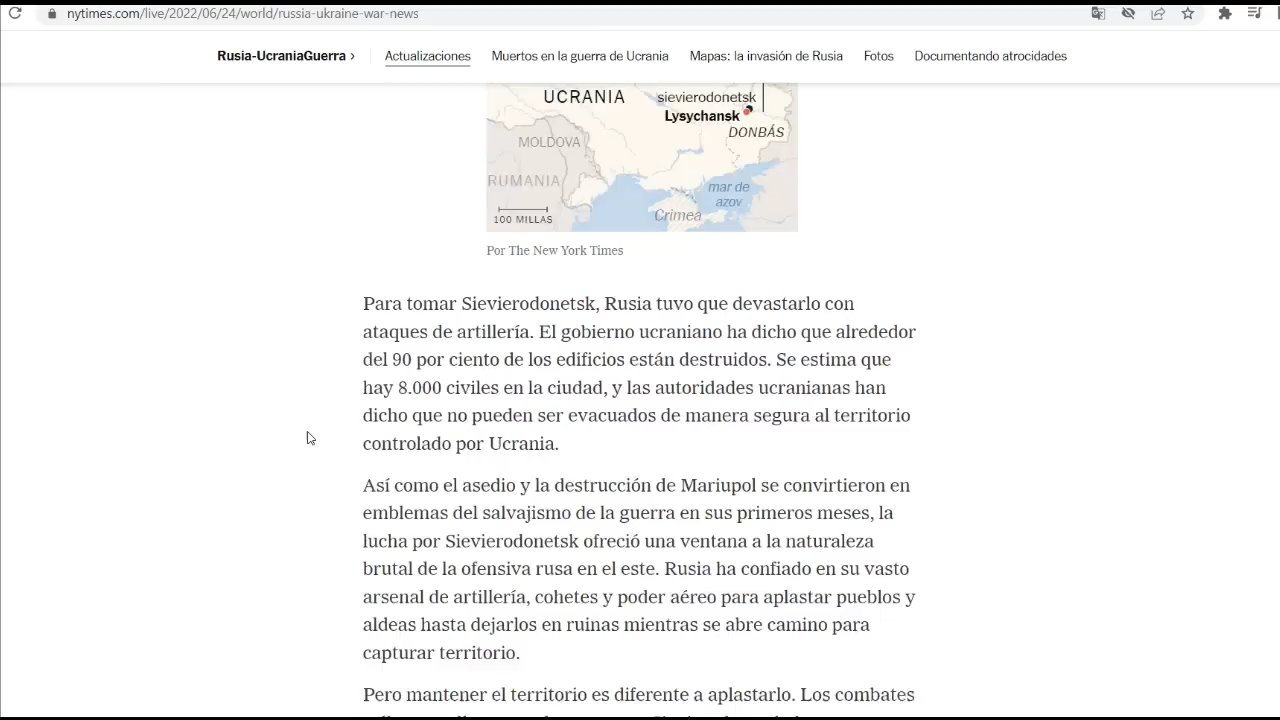 nytimes.com/live/2022/06/24/world/russia-ukraine-war-news
Rusia-UcraniaGuerra › Actualizaciones Muertos en la guerra de Ucrania Mapas: la invasión de Rusia Fotos Documentando atrocidades
UCRANIA
sievierodonetsk
Lysychansk
DONBÁS
MOLDOVA
RUMANIA
mar de
azov
Crimea
100 MILLAS
Por The New York Times
Para tomar Sievierodonetsk, Rusia tuvo que devastarlo con
ataques de artillería. El gobierno ucraniano ha dicho que alrededor
del 90 por ciento de los edificios están destruidos. Se estima que
hay 8.000 civiles en la ciudad, y las autoridades ucranianas han
dicho que no pueden ser evacuados de manera segura al territorio
controlado por Ucrania.
Así como el asedio y la destrucción de Mariupol se convirtieron en
emblemas del salvajismo de la guerra en sus primeros meses, la
lucha por Sievierodonetsk ofreció una ventana a la naturaleza
brutal de la ofensiva rusa en el este. Rusia ha confiado en su vasto
arsenal de artillería, cohetes y poder aéreo para aplastar pueblos y
aldeas hasta dejarlos en ruinas mientras se abre camino para
capturar territorio.
Pero mantener el territorio es diferente a aplastarlo. Los combates